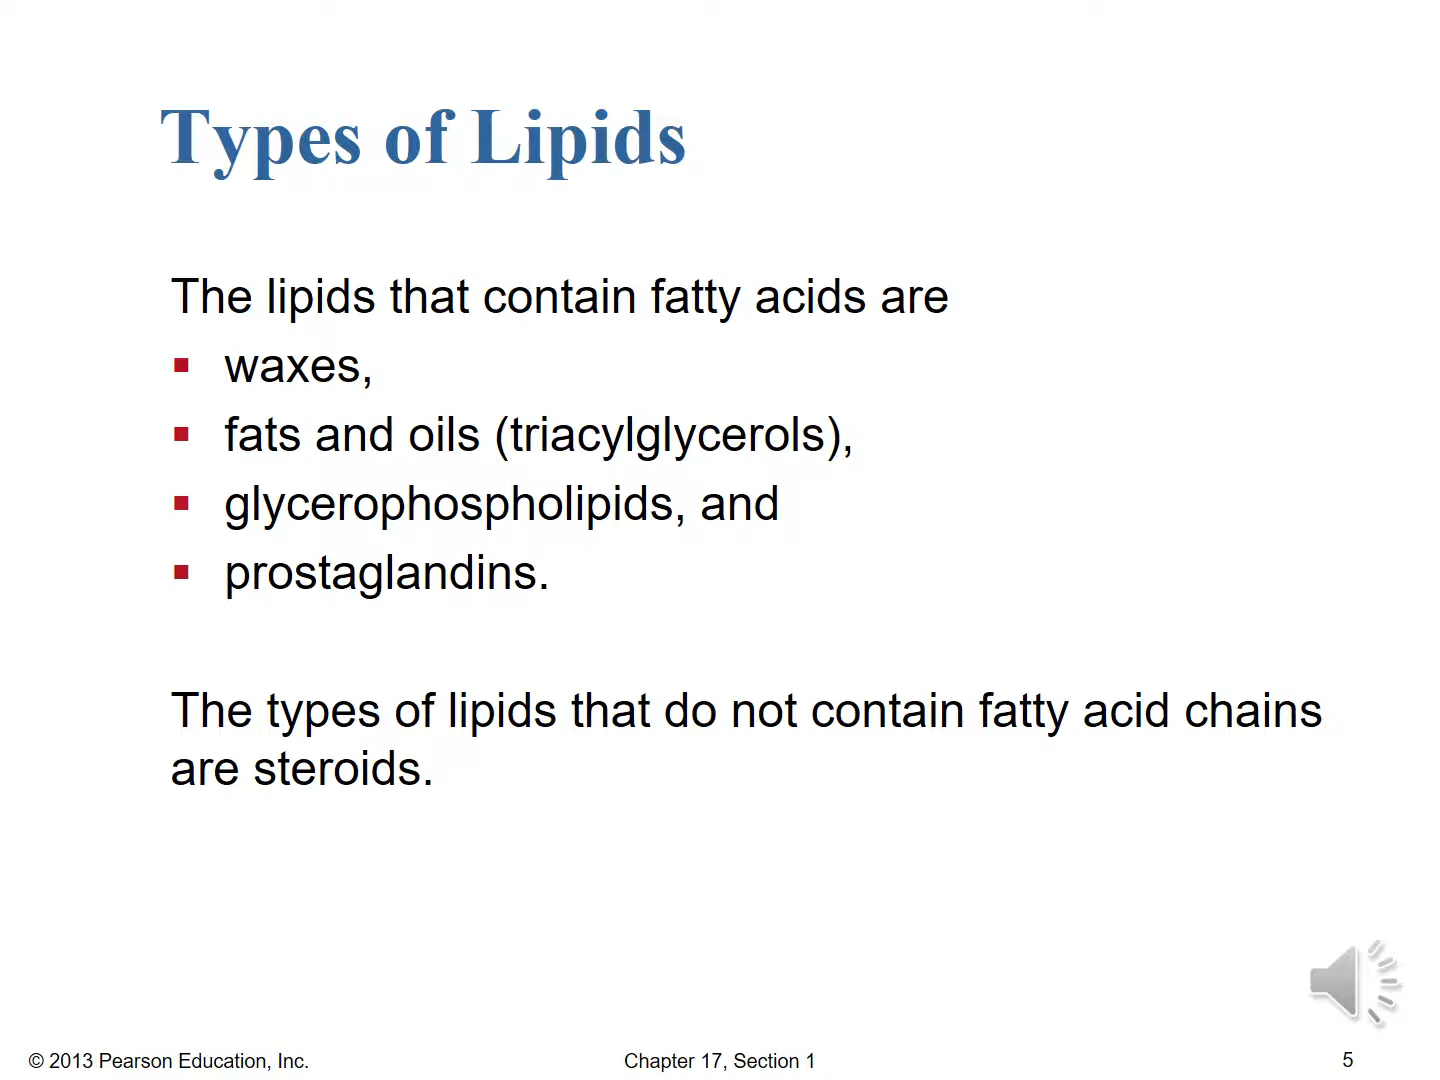 Types of Lipids
The lipids that contain fatty acids are
▪ waxes,
▪ fats and oils (triacylglycerols),
▪ glycerophospholipids, and
▪ prostaglandins.
The types of lipids that do not contain fatty acid chains
are steroids.
© 2013 Pearson Education, Inc.
Chapter 17, Section 1
5